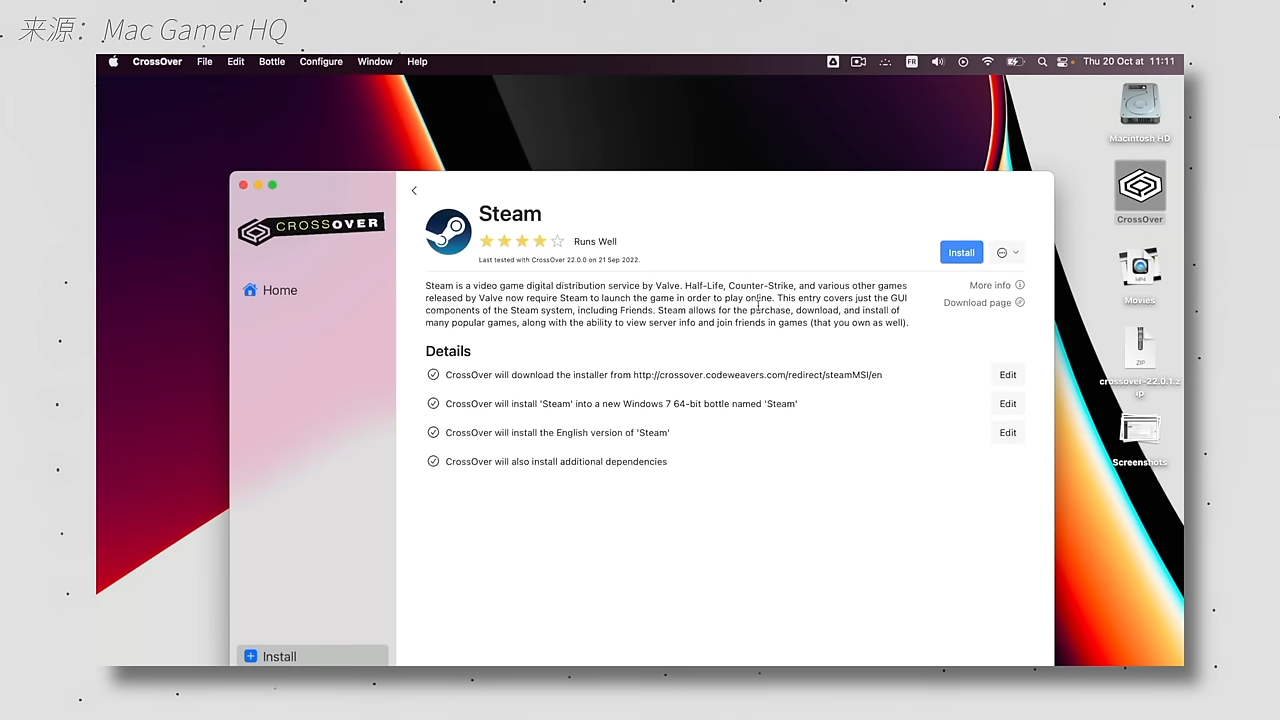 来源：Mac Gamer HQ
CrossOver File Edit Bottle Configure Window Help
FR
Thu 20 Oct at 11:11
Macintosh HD
CROSSOVER
Steam
Runs Well
CrossOver
Last tested with CrossOver 22.0.0 on 21 Sep 2022.
Install
Steam is a video game digital distribution service by Valve. Half-Life, Counter-Strike, and various other games
released by Valve now require Steam to launch the game in order to play online. This entry covers just the GUI
components of the Steam system, including Friends. Steam allows for the purchase, download, and install of
many popular games, along with the ability to view server info and join friends in games (that you own as well).
More info
Download page
MP4
Movies
Home
Details
CrossOver will download the installer from http://crossover.codeweavers.com/redirect/steamMSI/en
Edit
CrossOver will install 'Steam' into a new Windows 7 64-bit bottle named 'Steam'
Edit
CrossOver will install the English version of 'Steam'
Edit
CrossOver will also install additional dependencies
ZIP
crossover-22.0.1.z
ip
Screenshots
Install